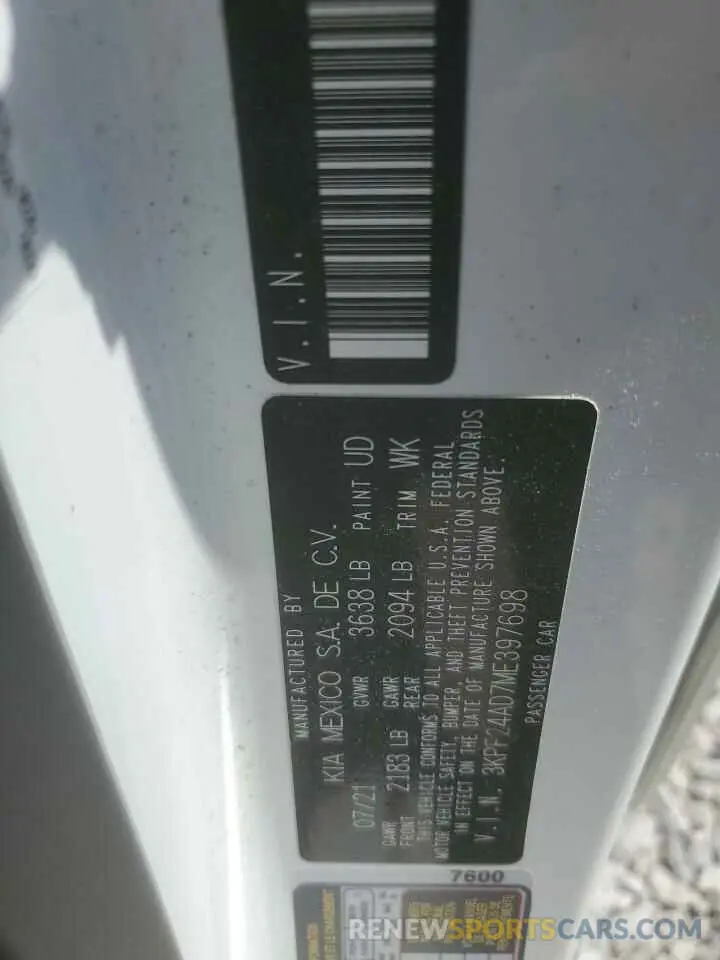 V.I.N.
MANUFACTURED BY
KIA MEXICO S.A. DE C.V.
07/21 GVWR 3638 LB PAINT UD
GAWR FRONT 2183 LB GAWR REAR 2094 LB TRIM WK
THIS VEHICLE CONFORMS TO ALL APPLICABLE U.S.A. FEDERAL
MOTOR VEHICLE SAFETY, BUMPER, AND THEFT PREVENTION STANDARDS
IN EFFECT ON THE DATE OF MANUFACTURE SHOWN ABOVE.
V.I.N. 3KPF24AD7ME397698
PASSENGER CAR
7600
RENEWSPORTSCARS.COM